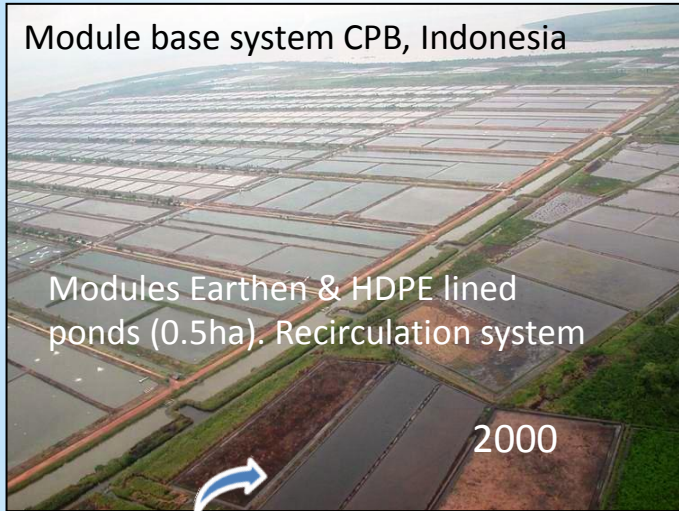 Module base system CPB, Indonesia
Modules Earthen & HDPE lined
ponds (0.5ha). Recirculation system
2000